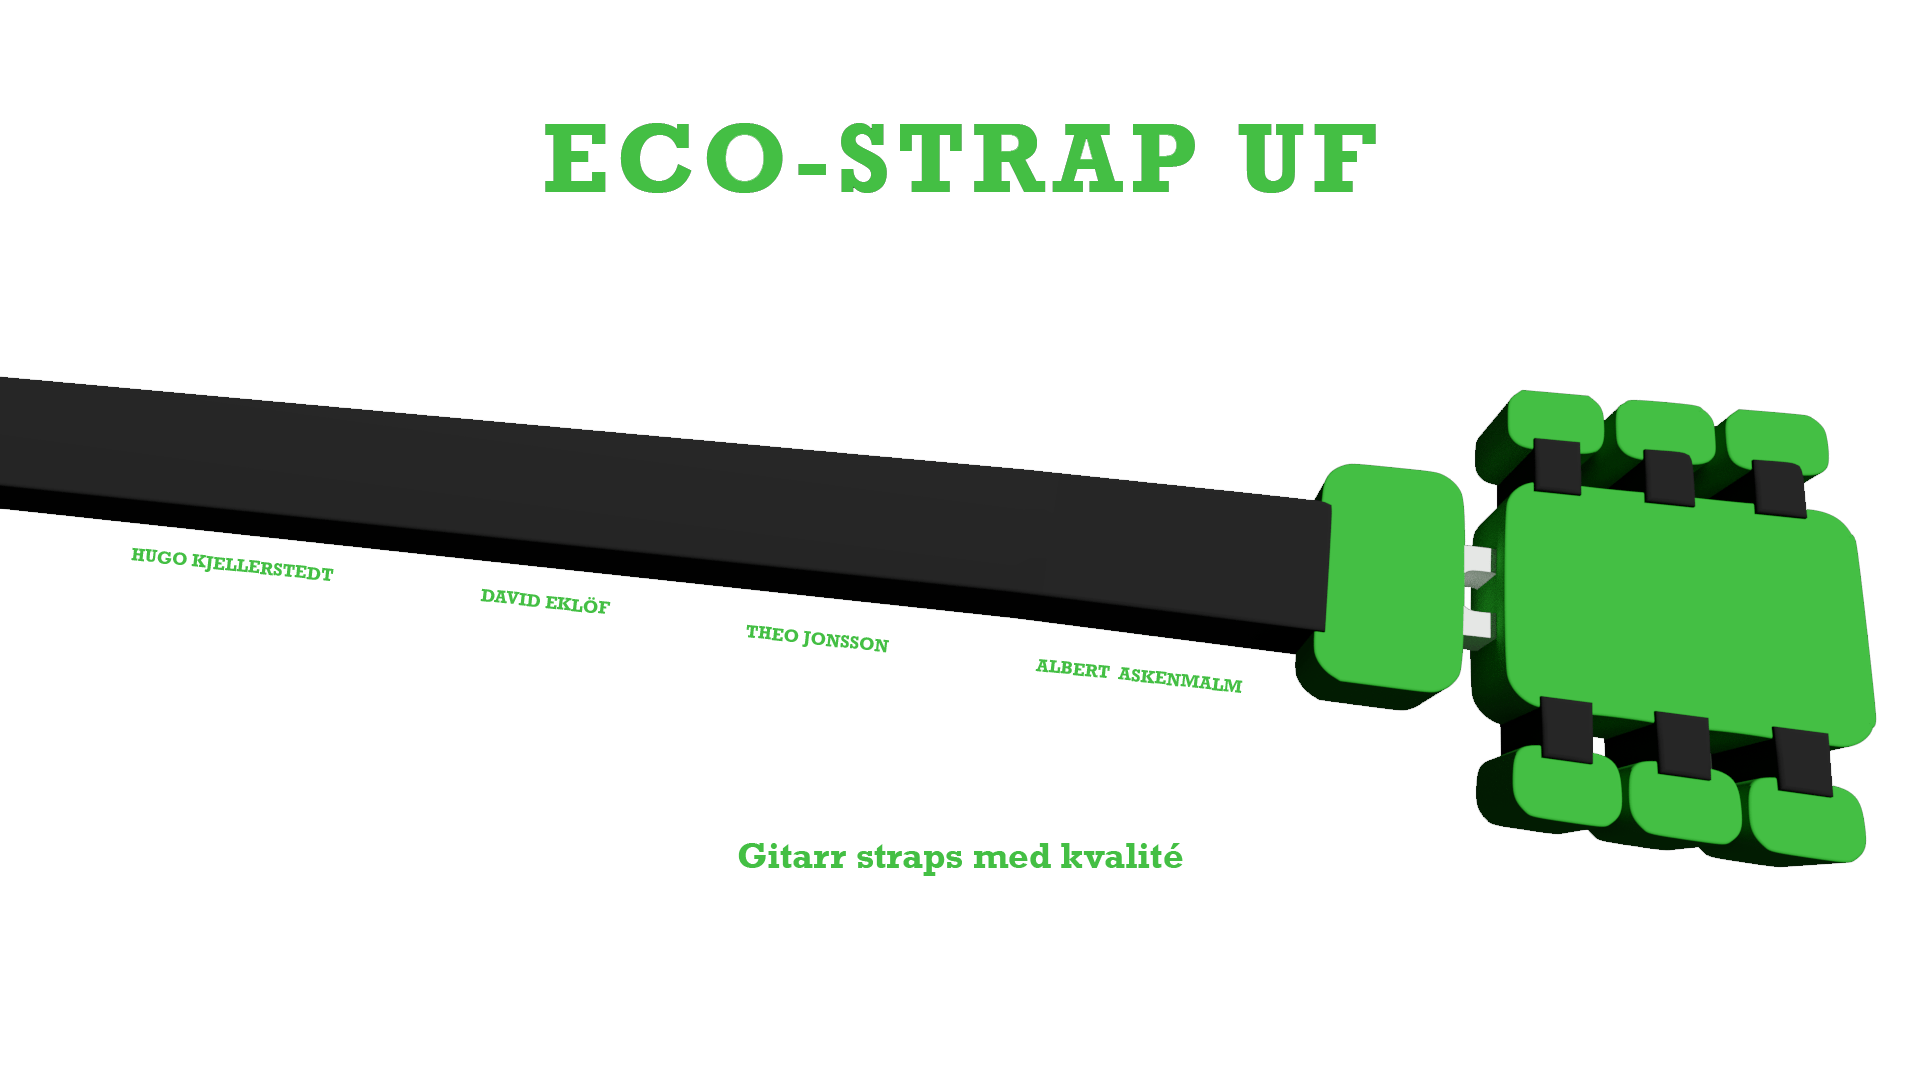 ECO-STRAP UF
HUGO KJELLERSTEDT
DAVID EKLÖF
THEO JONSSON
ALBERT ASKENMALM
Gitarr straps med kvalité